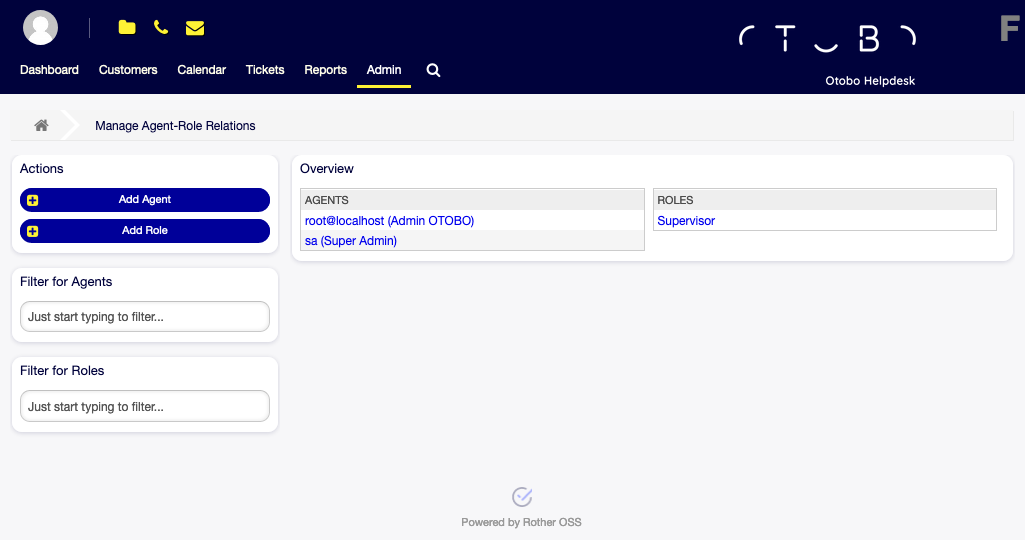 F
OTOBO
Dashboard Customers Calendar Tickets Reports Admin
Otobo Helpdesk
Manage Agent-Role Relations
Actions
Add Agent
Add Role
Filter for Agents
Just start typing to filter...
Filter for Roles
Just start typing to filter...
Overview
AGENTS
root@localhost (Admin OTOBO)
sa (Super Admin)
ROLES
Supervisor
Powered by Rother OSS